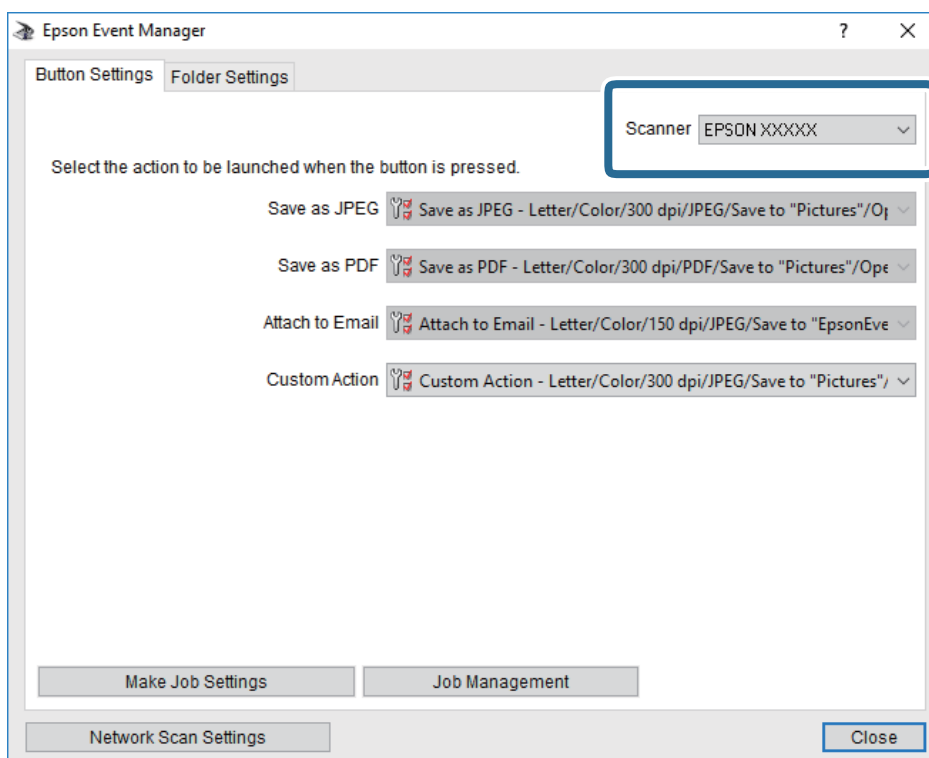 Epson Event Manager
?
Button Settings Folder Settings
Scanner EPSON XXXXX
Select the action to be launched when the button is pressed.
Save as JPEG Save as JPEG - Letter/Color/300 dpi/JPEG/Save to "Pictures"/Op
Save as PDF Save as PDF - Letter/Color/300 dpi/PDF/Save to "Pictures"/Ope
Attach to Email Attach to Email - Letter/Color/150 dpi/JPEG/Save to "EpsonEve
Custom Action Custom Action - Letter/Color/300 dpi/JPEG/Save to "Pictures"/
Make Job Settings Job Management
Network Scan Settings Close